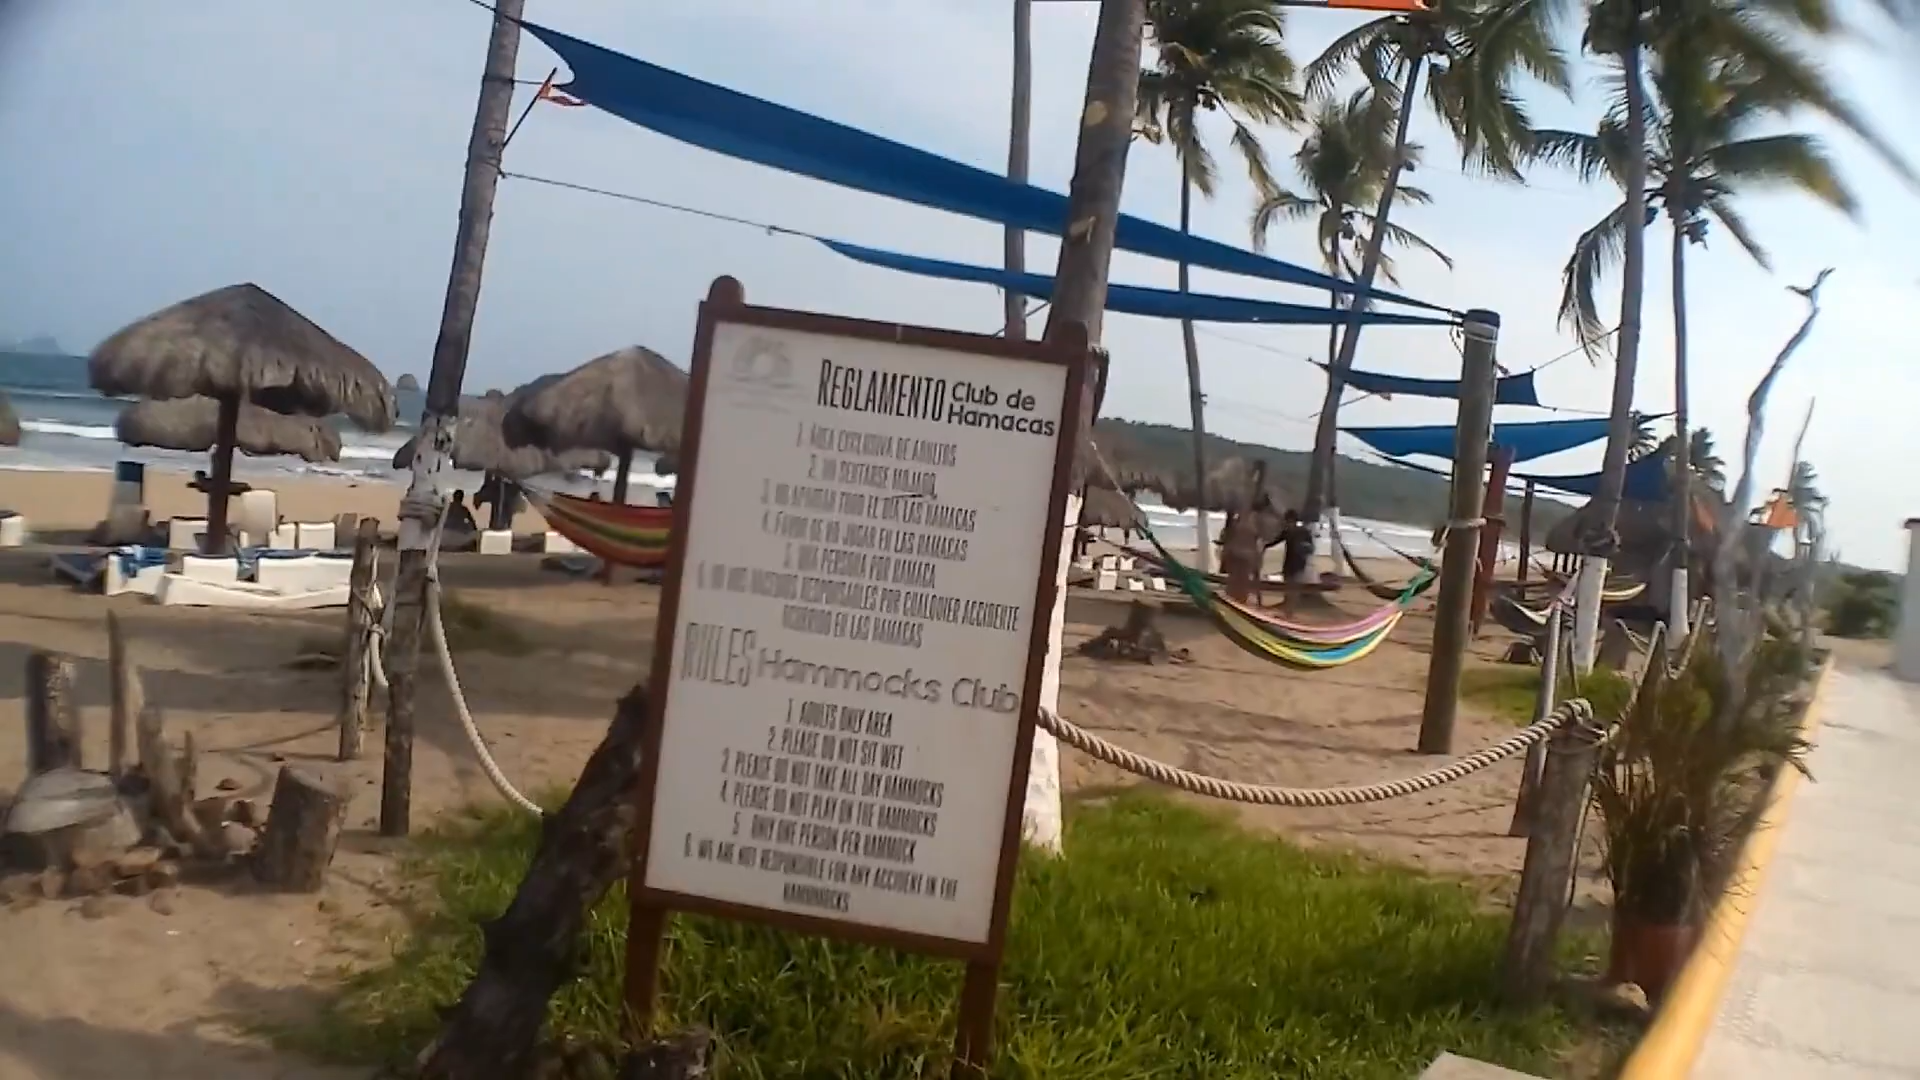 REGLAMENTO Club de Hamacas
1. AREA EXCLUSIVA DE ADULTOS
2. NO SENTARSE MOJADO
3. NO APARTAR TODO EL DIA LAS HAMACAS
4. FAVOR DE NO JUGAR EN LAS HAMACAS
5. UNA PERSONA POR HAMACA
6. NO NOS HACEMOS RESPONSABLES POR CUALQUIER ACCIDENTE
OCURRIDO EN LAS HAMACAS
RULES Hammocks Club
1. ADULTS ONLY AREA
2. PLEASE DO NOT SIT WET
3. PLEASE DO NOT TAKE ALL DAY HAMMOCKS
4. PLEASE DO NOT PLAY ON THE HAMMOCKS
5. ONLY ONE PERSON PER HAMMOCK
6. WE ARE NOT RESPONSIBLE FOR ANY ACCIDENT IN THE
HAMMOCKS